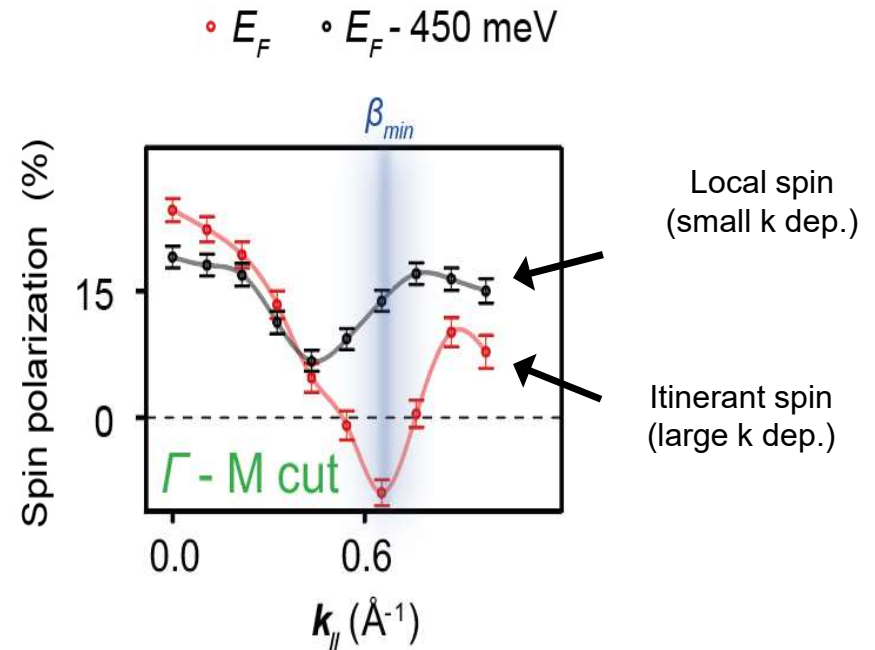 E_F E_F - 450 meV
β_min
Spin polarization (%)
15
0
Γ - M cut
0.0 0.6
k_// (Å⁻¹)
Local spin
(small k dep.)
Itinerant spin
(large k dep.)